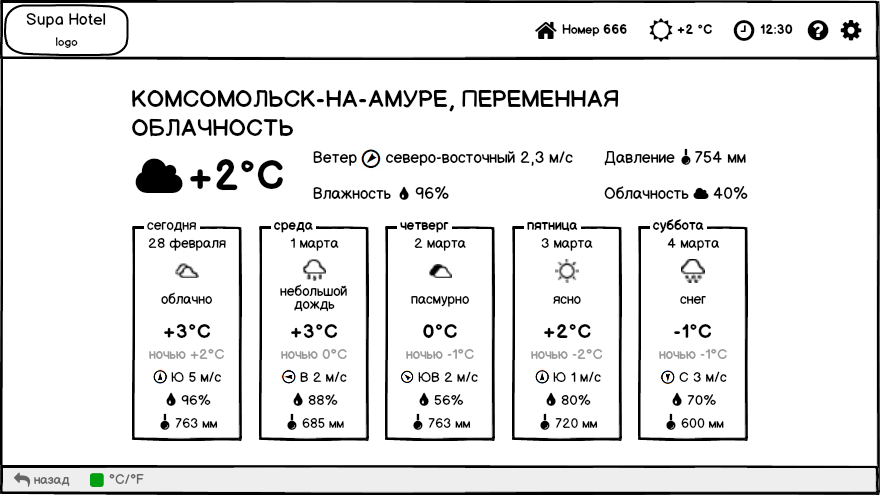 Supa Hotel
logo
Номер 666
+2 °C
12:30
?
КОМСОМОЛЬСК-НА-АМУРЕ, ПЕРЕМЕННАЯ
ОБЛАЧНОСТЬ
+2°C
Ветер северо-восточный 2,3 м/с
Давление 754 мм
Влажность 96%
Облачность 40%
сегодня
28 февраля
облачно
+3°C
ночью +2°C
Ю 5 м/с
96%
763 мм
среда
1 марта
небольшой
дождь
+3°C
ночью 0°C
В 2 м/с
88%
685 мм
четверг
2 марта
пасмурно
0°C
ночью -1°C
ЮВ 2 м/с
56%
763 мм
пятница
3 марта
ясно
+2°C
ночью -2°C
Ю 1 м/с
80%
720 мм
суббота
4 марта
снег
-1°C
ночью -1°C
С 3 м/с
70%
600 мм
назад
°C/°F